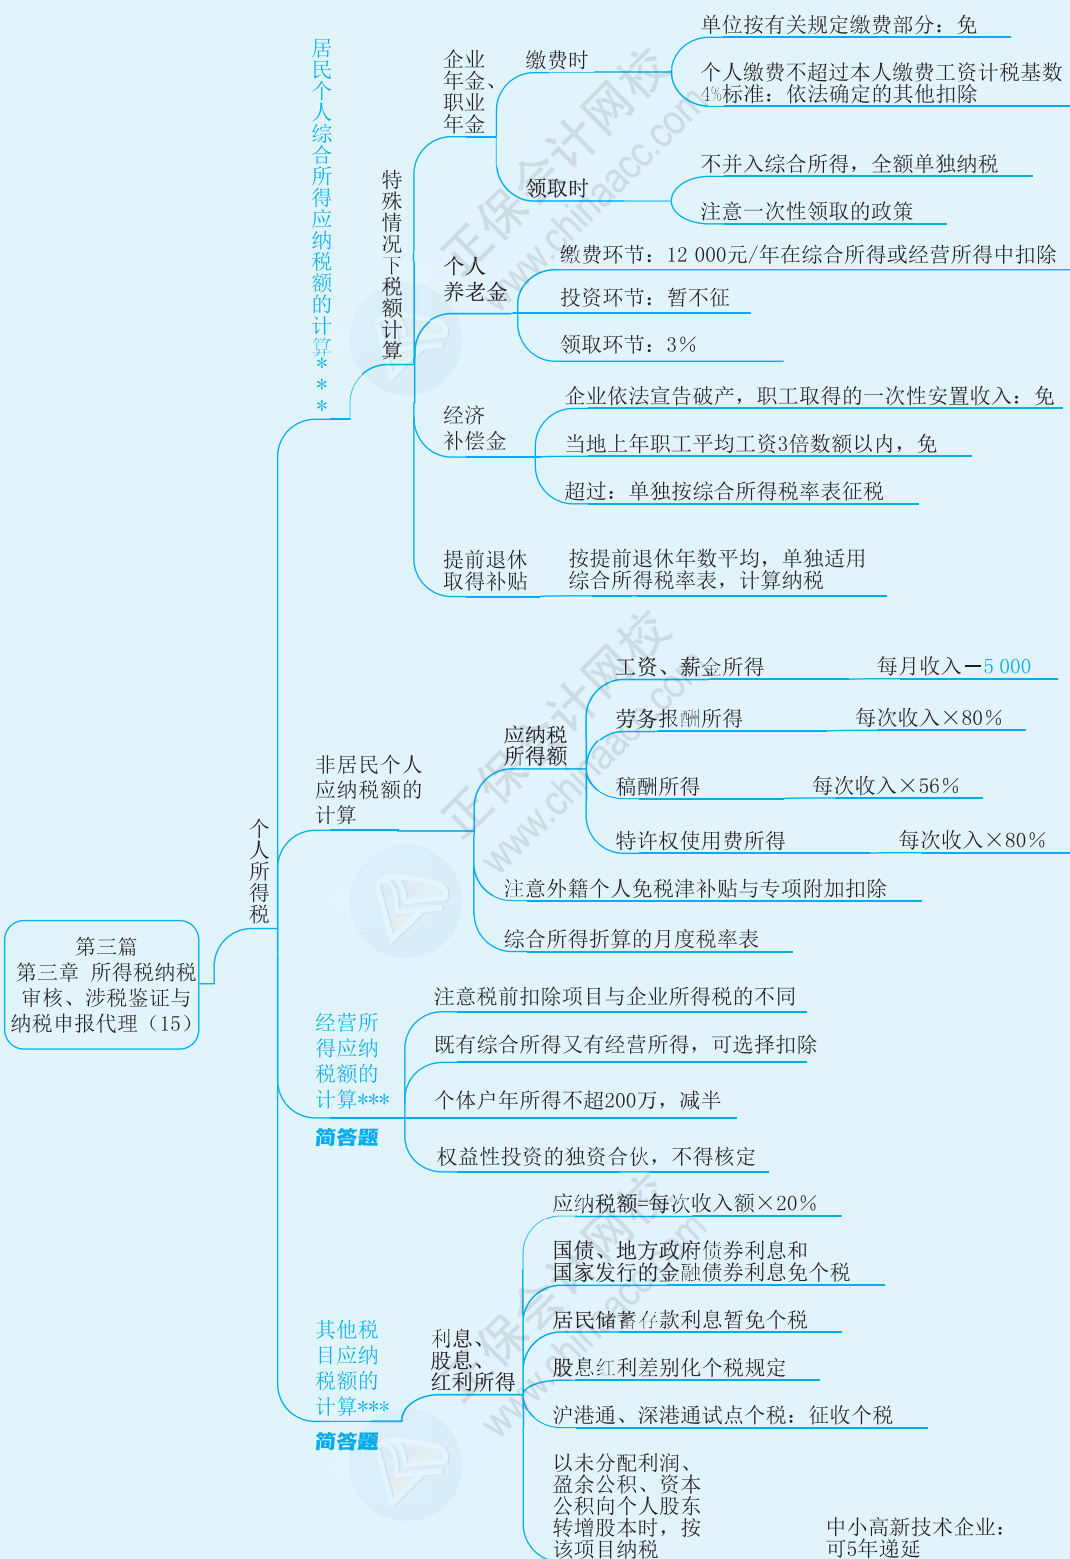 第三篇
第三章 所得税纳税
审核、涉税鉴证与
纳税申报代理（15）
个人所得税
居民个人综合所得应纳税额的计算***
特殊情况下税额计算
企业
年金、
职业
年金
缴费时
单位按有关规定缴费部分：免
个人缴费不超过本人缴费工资计税基数
4%标准：依法确定的其他扣除
领取时
不并入综合所得，全额单独纳税
注意一次性领取的政策
个人
养老金
缴费环节：12 000元/年在综合所得或经营所得中扣除
投资环节：暂不征
领取环节：3%
经济
补偿金
企业依法宣告破产，职工取得的一次性安置收入：免
当地上年职工平均工资3倍数额以内，免
超过：单独按综合所得税率表征税
提前退休
取得补贴
按提前退休年数平均，单独适用
综合所得税率表，计算纳税
非居民个人
应纳税额的
计算
应纳税
所得额
工资、薪金所得
每月收入－5 000
劳务报酬所得
每次收入×80%
稿酬所得
每次收入×56%
特许权使用费所得
每次收入×80%
注意外籍个人免税津补贴与专项附加扣除
综合所得折算的月度税率表
经营所
得应纳
税额的
计算***
简答题
注意税前扣除项目与企业所得税的不同
既有综合所得又有经营所得，可选择扣除
个体户年所得不超200万，减半
权益性投资的独资合伙，不得核定
其他税
目应纳
税额的
计算***
简答题
利息、
股息、
红利所得
应纳税额=每次收入额×20%
国债、地方政府债券利息和
国家发行的金融债券利息免个税
居民储蓄存款利息暂免个税
股息红利差别化个税规定
沪港通、深港通试点个税：征收个税
以未分配利润、
盈余公积、资本
公积向个人股东
转增股本时，按
该项目纳税
中小高新技术企业：
可5年递延
正保会计网校
www.chinaacc.com
正保会计网校
www.chinaacc.com
正保会计网校
www.chinaacc.com